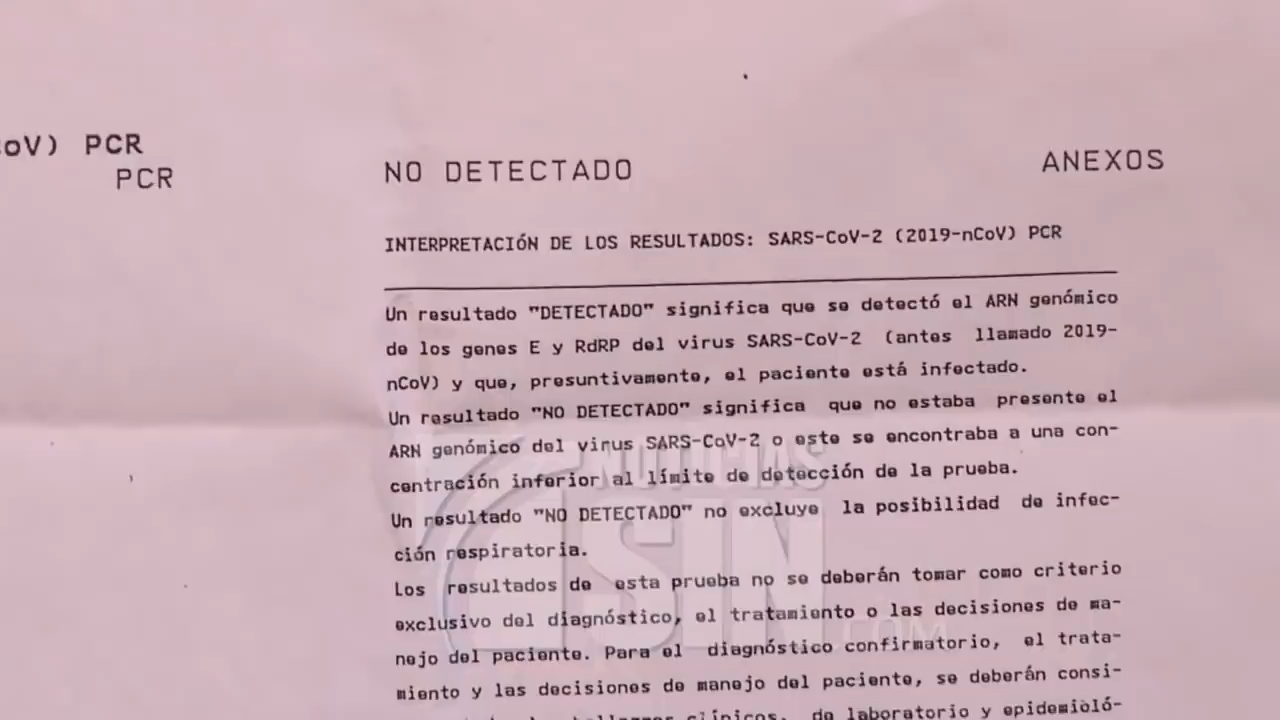 oV) PCR
PCR
NO DETECTADO
ANEXOS
INTERPRETACIÓN DE LOS RESULTADOS: SARS-CoV-2 (2019-nCoV) PCR
Un resultado "DETECTADO" significa que se detectó el ARN genómico
de los genes E y RdRP del virus SARS-CoV-2 (antes llamado 2019-
nCoV) y que, presuntivamente, el paciente está infectado.
Un resultado "NO DETECTADO" significa que no estaba presente el
ARN genómico del virus SARS-CoV-2 o este se encontraba a una con-
centración inferior al límite de detección de la prueba.
Un resultado "NO DETECTADO" no excluye la posibilidad de infec-
ción respiratoria.
Los resultados de esta prueba no se deberán tomar como criterio
exclusivo del diagnóstico, el tratamiento o las decisiones de ma-
nejo del paciente. Para el diagnóstico confirmatorio, el trata-
miento y las decisiones de manejo del paciente, se deberán consi-
clínicos, de laboratorio y epidemioló-
NOTICIAS
SIN
.COM